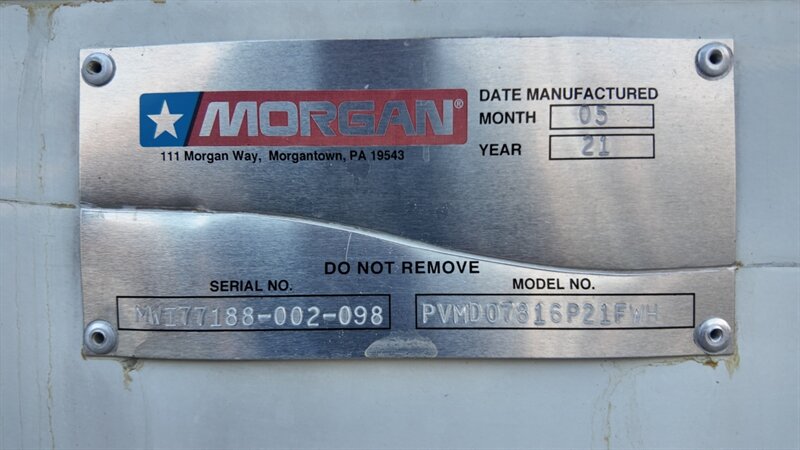 MORGAN®
111 Morgan Way, Morgantown, PA 19543
DATE MANUFACTURED
MONTH 05
YEAR 21
DO NOT REMOVE
SERIAL NO.
MWI77188-002-098
MODEL NO.
PVMD07816P21FWH